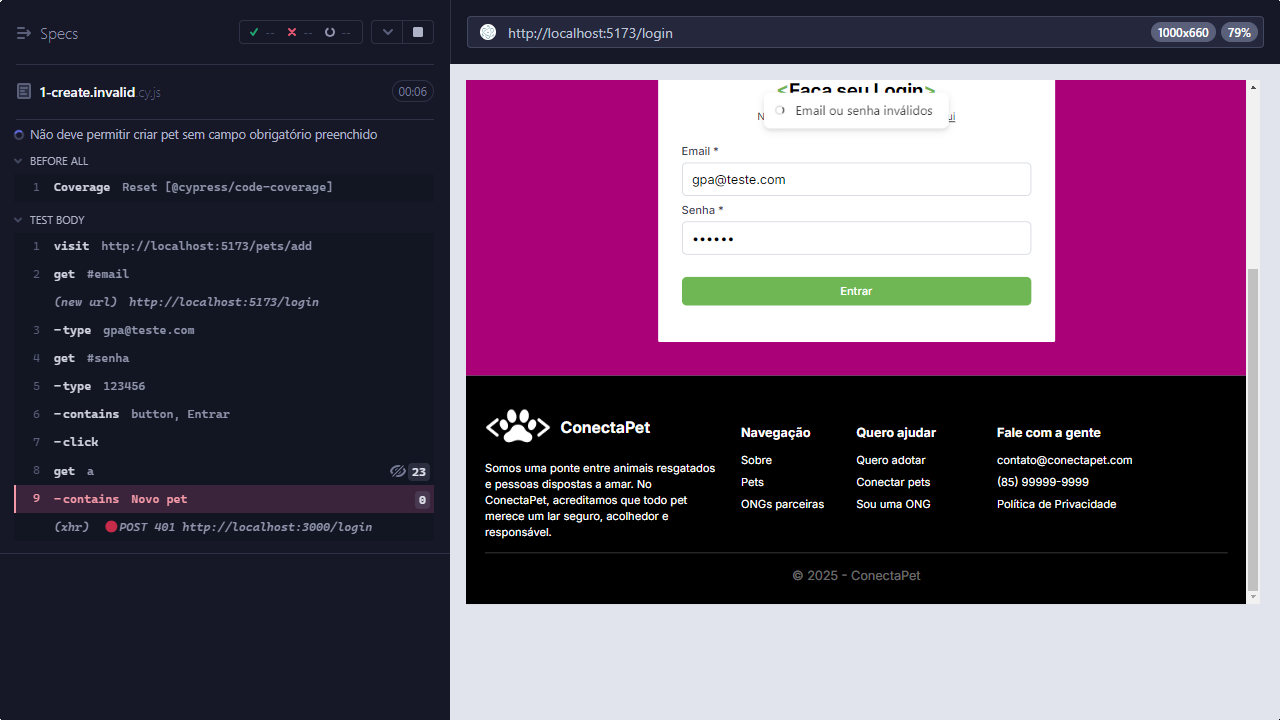 Specs
-- -- --
1-create.invalid.cy.js
00:06
Não deve permitir criar pet sem campo obrigatório preenchido
BEFORE ALL
1 Coverage Reset [@cypress/code-coverage]
TEST BODY
1 visit http://localhost:5173/pets/add
2 get #email
(new url) http://localhost:5173/login
3 -type gpa@teste.com
4 get #senha
5 -type 123456
6 -contains button, Entrar
7 -click
8 get a 23
9 -contains Novo pet 0
(xhr) POST 401 http://localhost:3000/login
http://localhost:5173/login
1000x660 79%
<Faça seu Login>
Email ou senha inválidos
Email *
gpa@teste.com
Senha *
••••••
Entrar
ConectaPet
Somos uma ponte entre animais resgatados
e pessoas dispostas a amar. No
ConectaPet, acreditamos que todo pet
merece um lar seguro, acolhedor e
responsável.
Navegação
Sobre
Pets
ONGs parceiras
Quero ajudar
Quero adotar
Conectar pets
Sou uma ONG
Fale com a gente
contato@conectapet.com
(85) 99999-9999
Política de Privacidade
© 2025 - ConectaPet